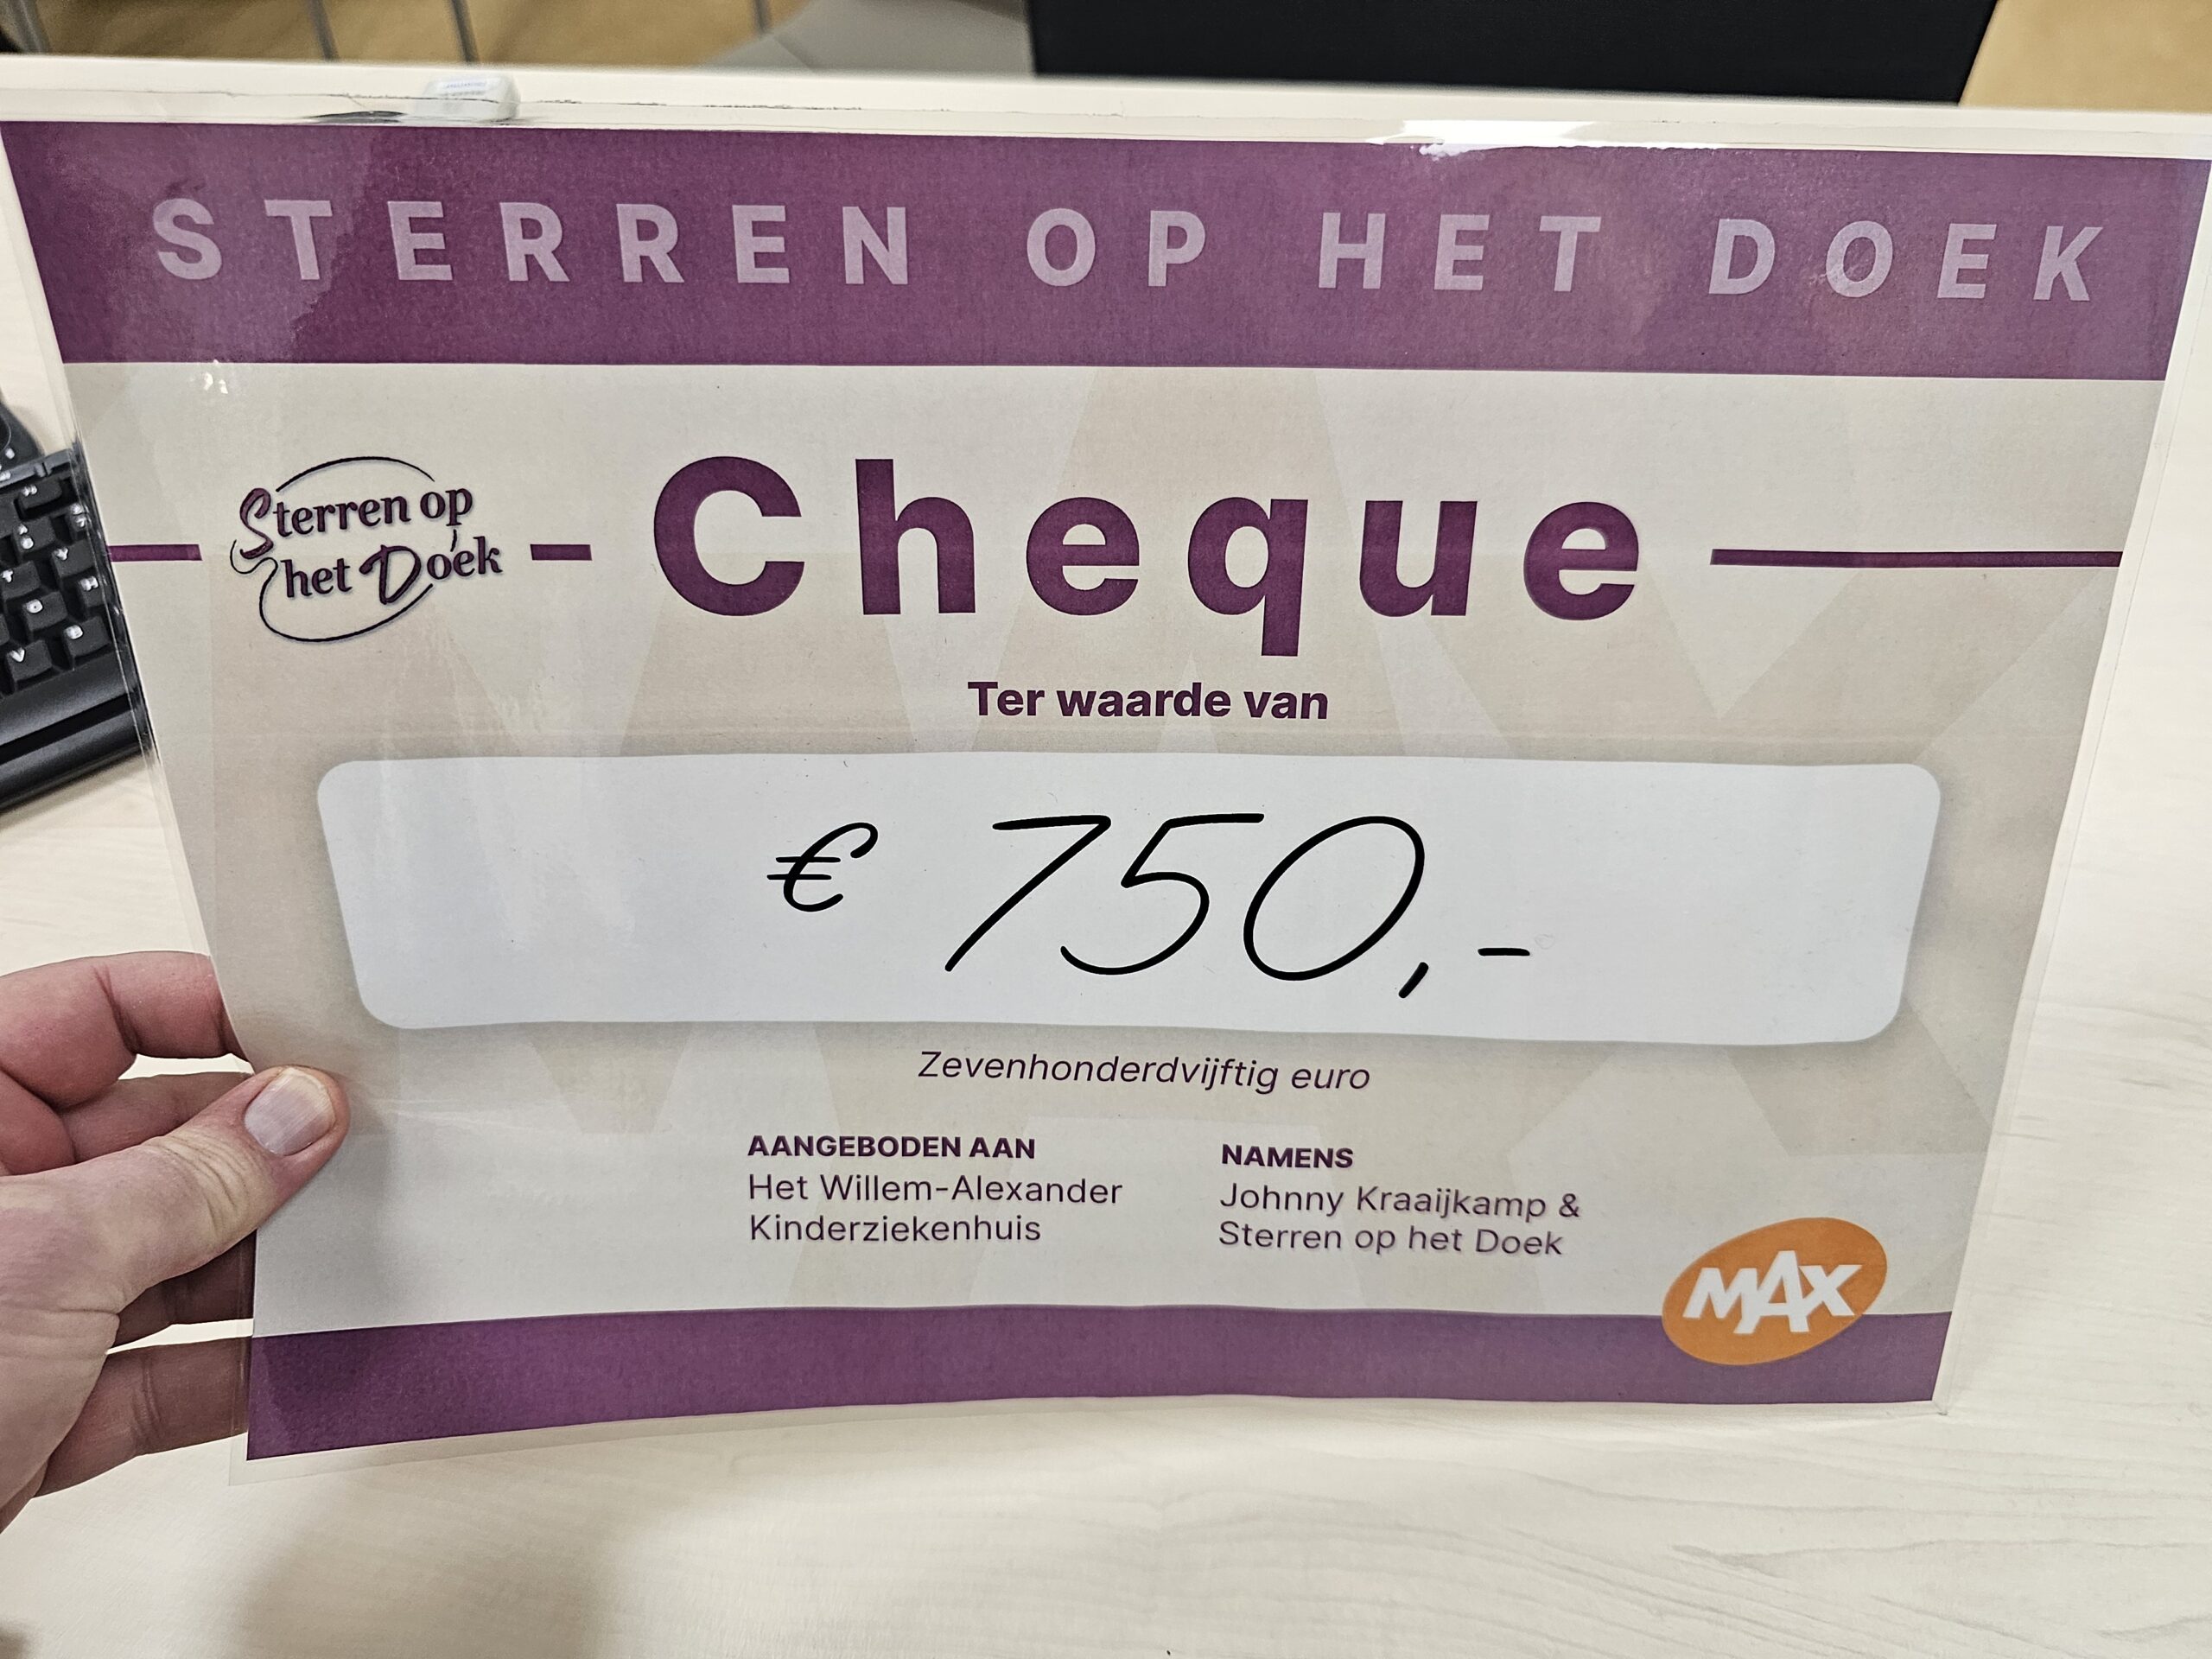 STERREN OP HET DOEK
Sterren op
het Doek
Cheque
Ter waarde van
€ 750,-
Zevenhonderdvijftig euro
AANGEBODEN AAN
Het Willem-Alexander
Kinderziekenhuis
NAMENS
Johnny Kraaijkamp &
Sterren op het Doek
MAX